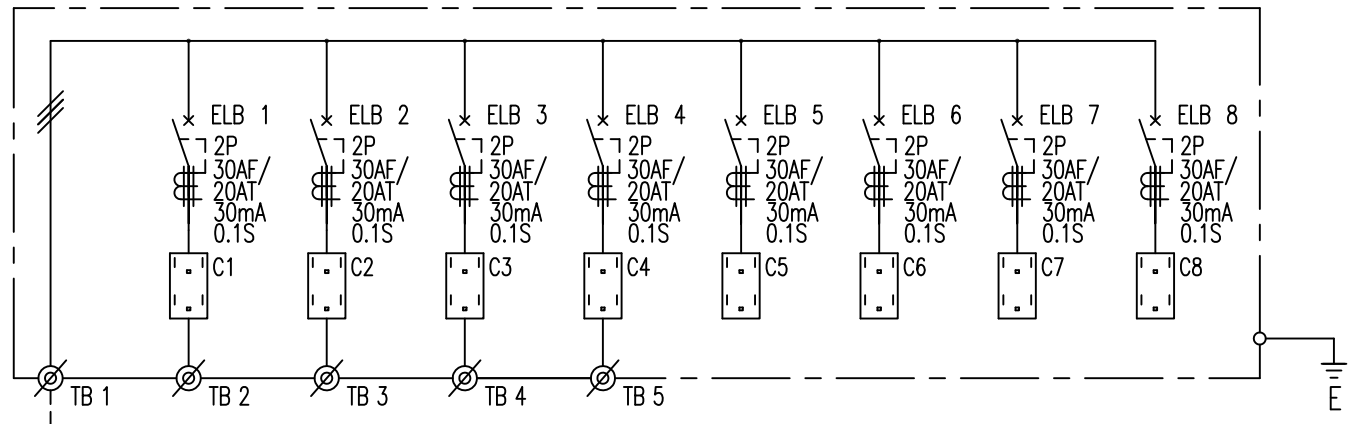 ELB 1
2P
30AF/
20AT
30mA
0.1S
C1
ELB 2
2P
30AF/
20AT
30mA
0.1S
C2
ELB 3
2P
30AF/
20AT
30mA
0.1S
C3
ELB 4
2P
30AF/
20AT
30mA
0.1S
C4
ELB 5
2P
30AF/
20AT
30mA
0.1S
C5
ELB 6
2P
30AF/
20AT
30mA
0.1S
C6
ELB 7
2P
30AF/
20AT
30mA
0.1S
C7
ELB 8
2P
30AF/
20AT
30mA
0.1S
C8
TB 1
TB 2
TB 3
TB 4
TB 5
E